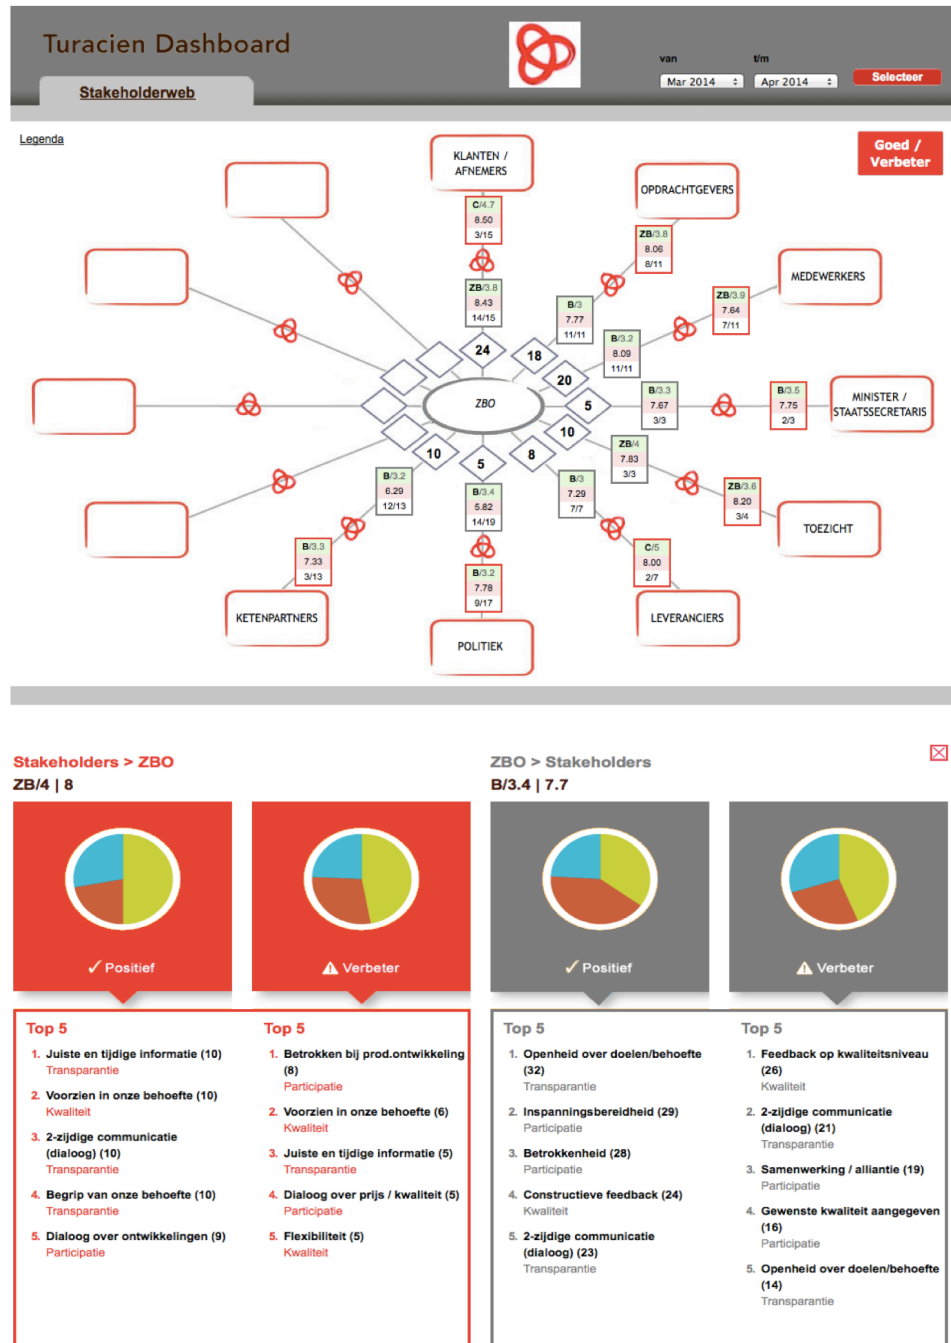 Turacien Dashboard
Stakeholderweb
van
t/m
Mar 2014
Apr 2014
Selecteer
Legenda
Goed /
Verbeter
KLANTEN /
AFNEMERS
C/4.7
8.50
3/15
ZB/3.8
8.43
14/15
24
OPDRACHTGEVERS
ZB/3.8
8.06
8/11
B/3
7.77
11/11
18
MEDEWERKERS
ZB/3.9
7.64
7/11
B/3.2
8.09
11/11
20
MINISTER /
STAATSSECRETARIS
B/3.5
7.75
2/3
B/3.3
7.67
3/3
5
ZBO
TOEZICHT
ZB/3.6
8.20
3/4
ZB/4
7.83
3/3
10
LEVERANCIERS
C/5
8.00
2/7
B/3
7.29
7/7
8
POLITIEK
B/3.2
7.78
9/17
B/3.4
5.82
14/19
5
KETENPARTNERS
B/3.3
7.33
3/13
B/3.2
6.29
12/13
10
Stakeholders > ZBO
ZB/4 | 8
Positief
Verbeter
Top 5
1. Juiste en tijdige informatie (10)
Transparantie
2. Voorzien in onze behoefte (10)
Kwaliteit
3. 2-zijdige communicatie
(dialoog) (10)
Transparantie
4. Begrip van onze behoefte (10)
Transparantie
5. Dialoog over ontwikkelingen (9)
Participatie
Top 5
1. Betrokken bij prod.ontwikkeling
(8)
Participatie
2. Voorzien in onze behoefte (6)
Kwaliteit
3. Juiste en tijdige informatie (5)
Transparantie
4. Dialoog over prijs / kwaliteit (5)
Participatie
5. Flexibiliteit (5)
Kwaliteit
ZBO > Stakeholders
B/3.4 | 7.7
Positief
Verbeter
Top 5
1. Openheid over doelen/behoefte
(32)
Transparantie
2. Inspanningsbereidheid (29)
Participatie
3. Betrokkenheid (28)
Participatie
4. Constructieve feedback (24)
Kwaliteit
5. 2-zijdige communicatie
(dialoog) (23)
Transparantie
Top 5
1. Feedback op kwaliteitsniveau
(26)
Kwaliteit
2. 2-zijdige communicatie
(dialoog) (21)
Transparantie
3. Samenwerking / alliantie (19)
Participatie
4. Gewenste kwaliteit aangegeven
(16)
Participatie
5. Openheid over doelen/behoefte
(14)
Transparantie